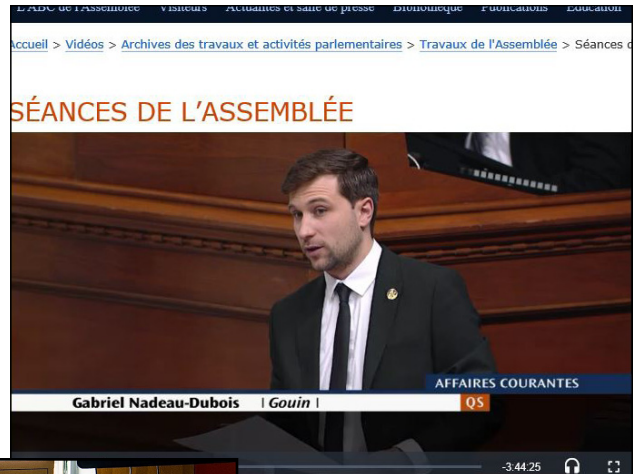 L'ABC de l'Assemblée Visiteurs Actualités et salle de presse Bibliothèque Publications Éducation
Accueil > Vidéos > Archives des travaux et activités parlementaires > Travaux de l'Assemblée > Séances d
SÉANCES DE L'ASSEMBLÉE
AFFAIRES COURANTES
Gabriel Nadeau-Dubois | Gouin | QS
-3:44:25